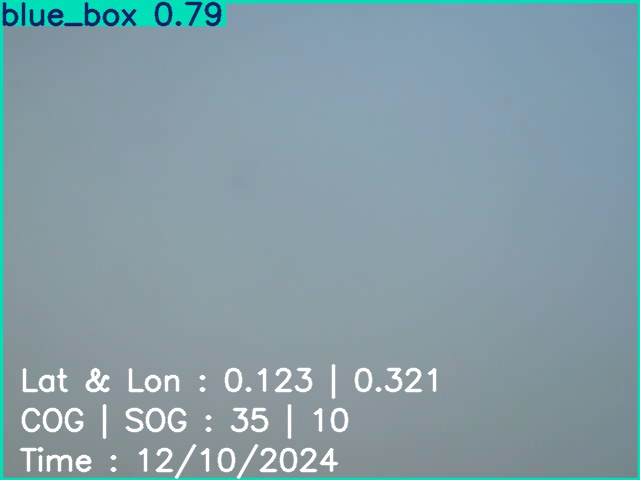 blue_box 0.79
Lat & Lon : 0.123 | 0.321
COG | SOG : 35 | 10
Time : 12/10/2024